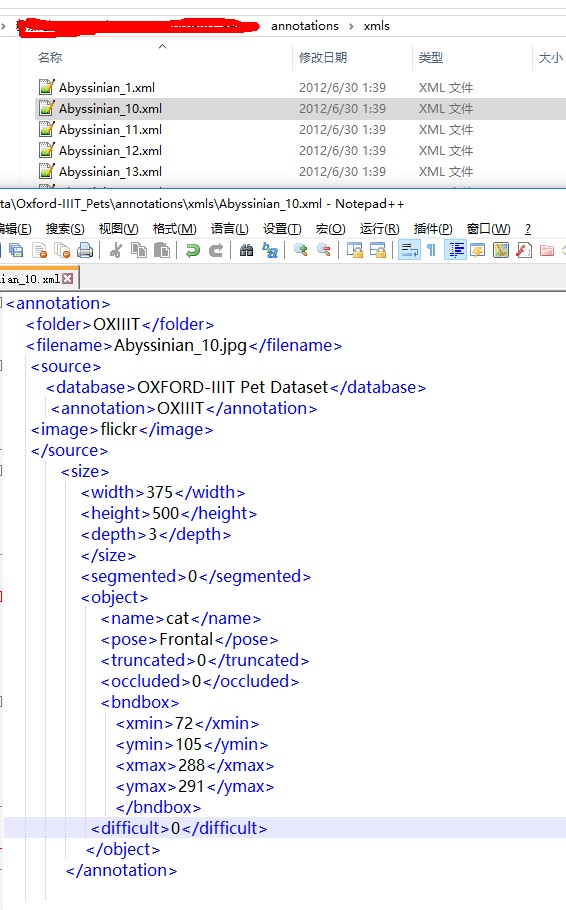 annotations > xmls
名称 修改日期 类型 大小
Abyssinian_1.xml 2012/6/30 1:39 XML 文件
Abyssinian_10.xml 2012/6/30 1:39 XML 文件
Abyssinian_11.xml 2012/6/30 1:39 XML 文件
Abyssinian_12.xml 2012/6/30 1:39 XML 文件
Abyssinian_13.xml 2012/6/30 1:39 XML 文件
ta\Oxford-IIIT_Pets\annotations\xmls\Abyssinian_10.xml - Notepad++
编辑(E) 搜索(S) 视图(V) 格式(M) 语言(L) 设置(T) 宏(O) 运行(R) 插件(P) 窗口(W) ?
ian_10.xml
<annotation>
<folder>OXIIIT</folder>
<filename>Abyssinian_10.jpg</filename>
<source>
<database>OXFORD-IIIT Pet Dataset</database>
<annotation>OXIIIT</annotation>
<image>flickr</image>
</source>
<size>
<width>375</width>
<height>500</height>
<depth>3</depth>
</size>
<segmented>0</segmented>
<object>
<name>cat</name>
<pose>Frontal</pose>
<truncated>0</truncated>
<occluded>0</occluded>
<bndbox>
<xmin>72</xmin>
<ymin>105</ymin>
<xmax>288</xmax>
<ymax>291</ymax>
</bndbox>
<difficult>0</difficult>
</object>
</annotation>